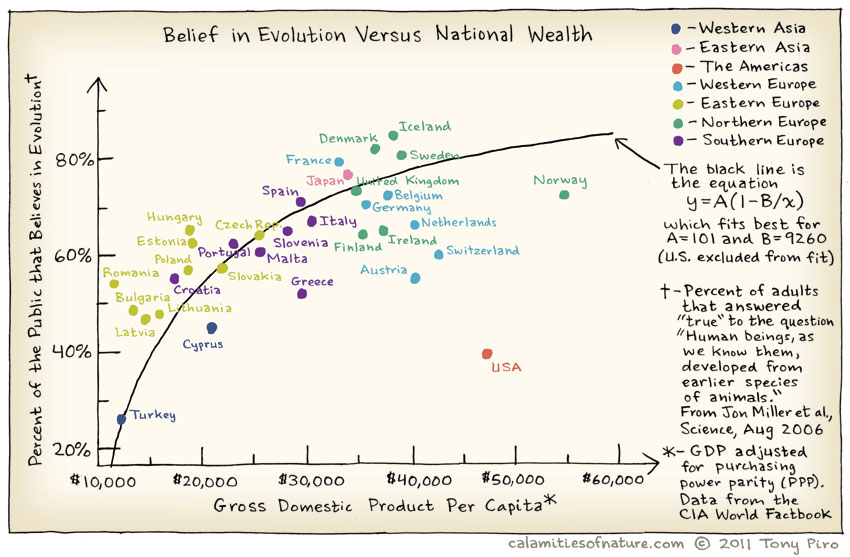 Belief in Evolution Versus National Wealth
- Western Asia
- Eastern Asia
- The Americas
- Western Europe
- Eastern Europe
- Northern Europe
- Southern Europe
Percent of the Public that Believes in Evolution†
80%
60%
40%
20%
Iceland
Denmark
Sweden
France
Japan
United Kingdom
Norway
Spain
Belgium
Germany
Hungary
Czech Rep.
Italy
Netherlands
Estonia
Portugal
Slovenia
Finland
Ireland
Poland
Malta
Switzerland
Romania
Croatia
Slovakia
Greece
Austria
Bulgaria
Lithuania
Latvia
Cyprus
USA
Turkey
$10,000
$20,000
$30,000
$40,000
$50,000
$60,000
Gross Domestic Product Per Capita*
The black line is
the equation
y=A(1-B/x)
which fits best for
A=101 and B=9260
(U.S. excluded from fit)
†-Percent of adults
that answered
"true" to the question
"Human beings, as
we know them,
developed from
earlier species
of animals."
From Jon Miller et al.,
Science, Aug 2006
*- GDP adjusted
for purchasing
power parity (PPP).
Data from the
CIA World Factbook
calamitiesofnature.com © 2011 Tony Piro